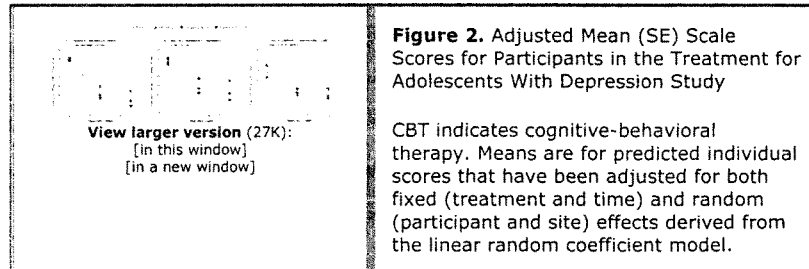 View larger version (27K):
[in this window]
[in a new window]
Figure 2. Adjusted Mean (SE) Scale
Scores for Participants in the Treatment for
Adolescents With Depression Study
CBT indicates cognitive-behavioral
therapy. Means are for predicted individual
scores that have been adjusted for both
fixed (treatment and time) and random
(participant and site) effects derived from
the linear random coefficient model.